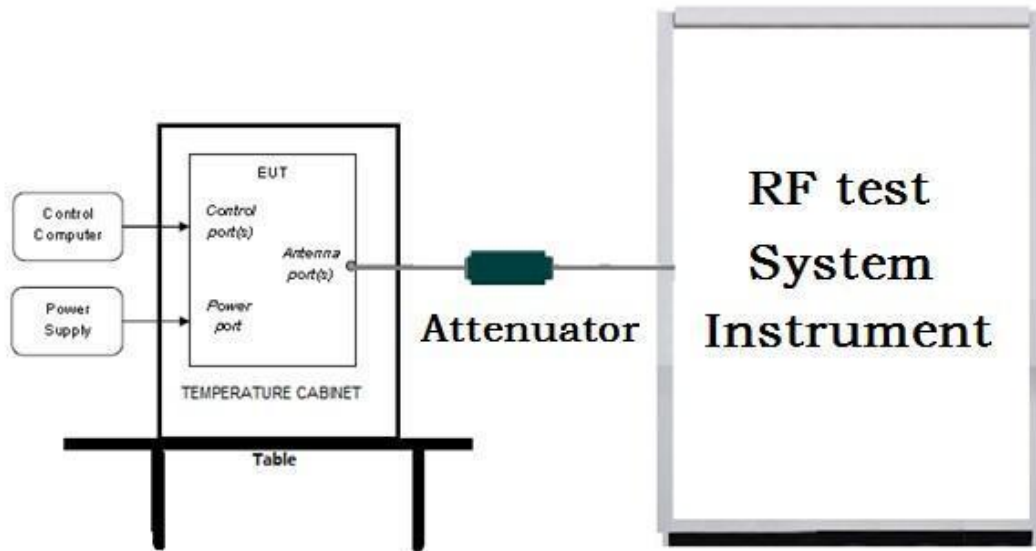 EUT
Control
Computer
Control
port(s)
Antenna
port(s)
Power
Supply
Power
port
TEMPERATURE CABINET
Table
Attenuator
RF test
System
Instrument